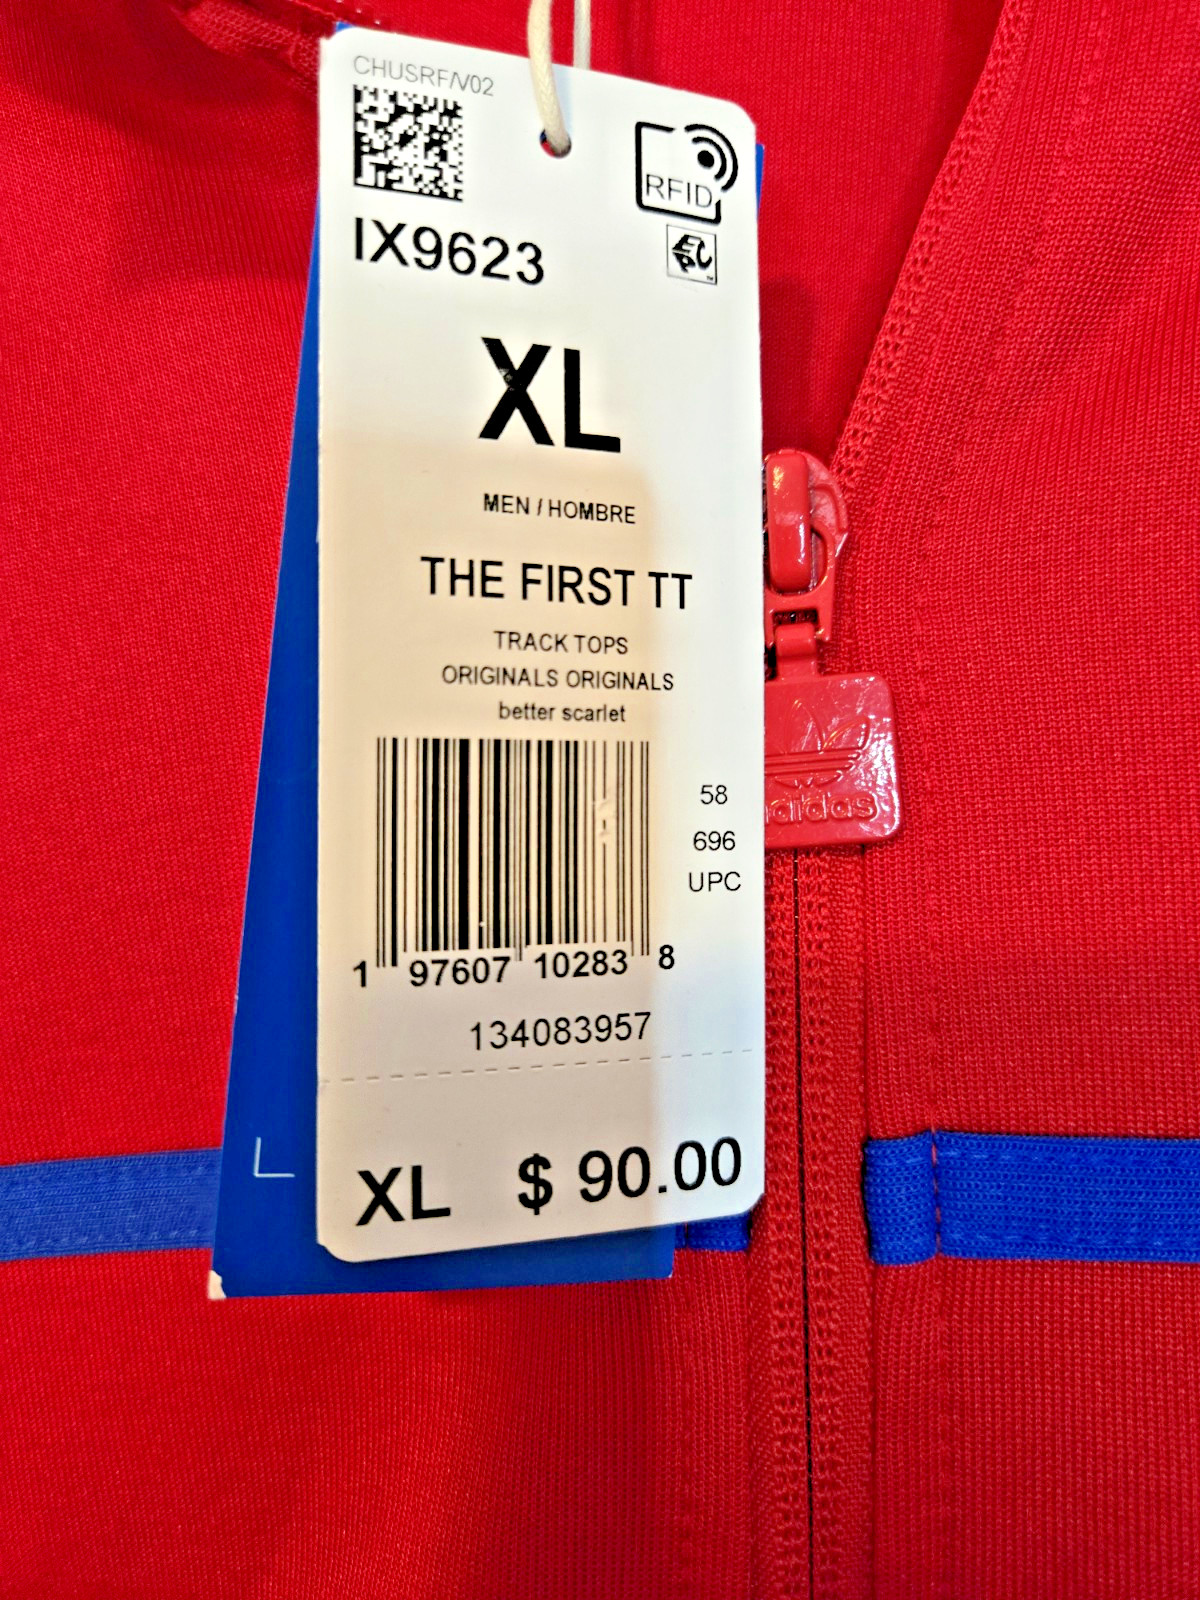 CHUSRF/V02
RFID
IX9623
EPC
XL
MEN / HOMBRE
THE FIRST TT
TRACK TOPS
ORIGINALS ORIGINALS
better scarlet
58
696
UPC
adidas
1 97607 10283 8
134083957
XL $ 90.00